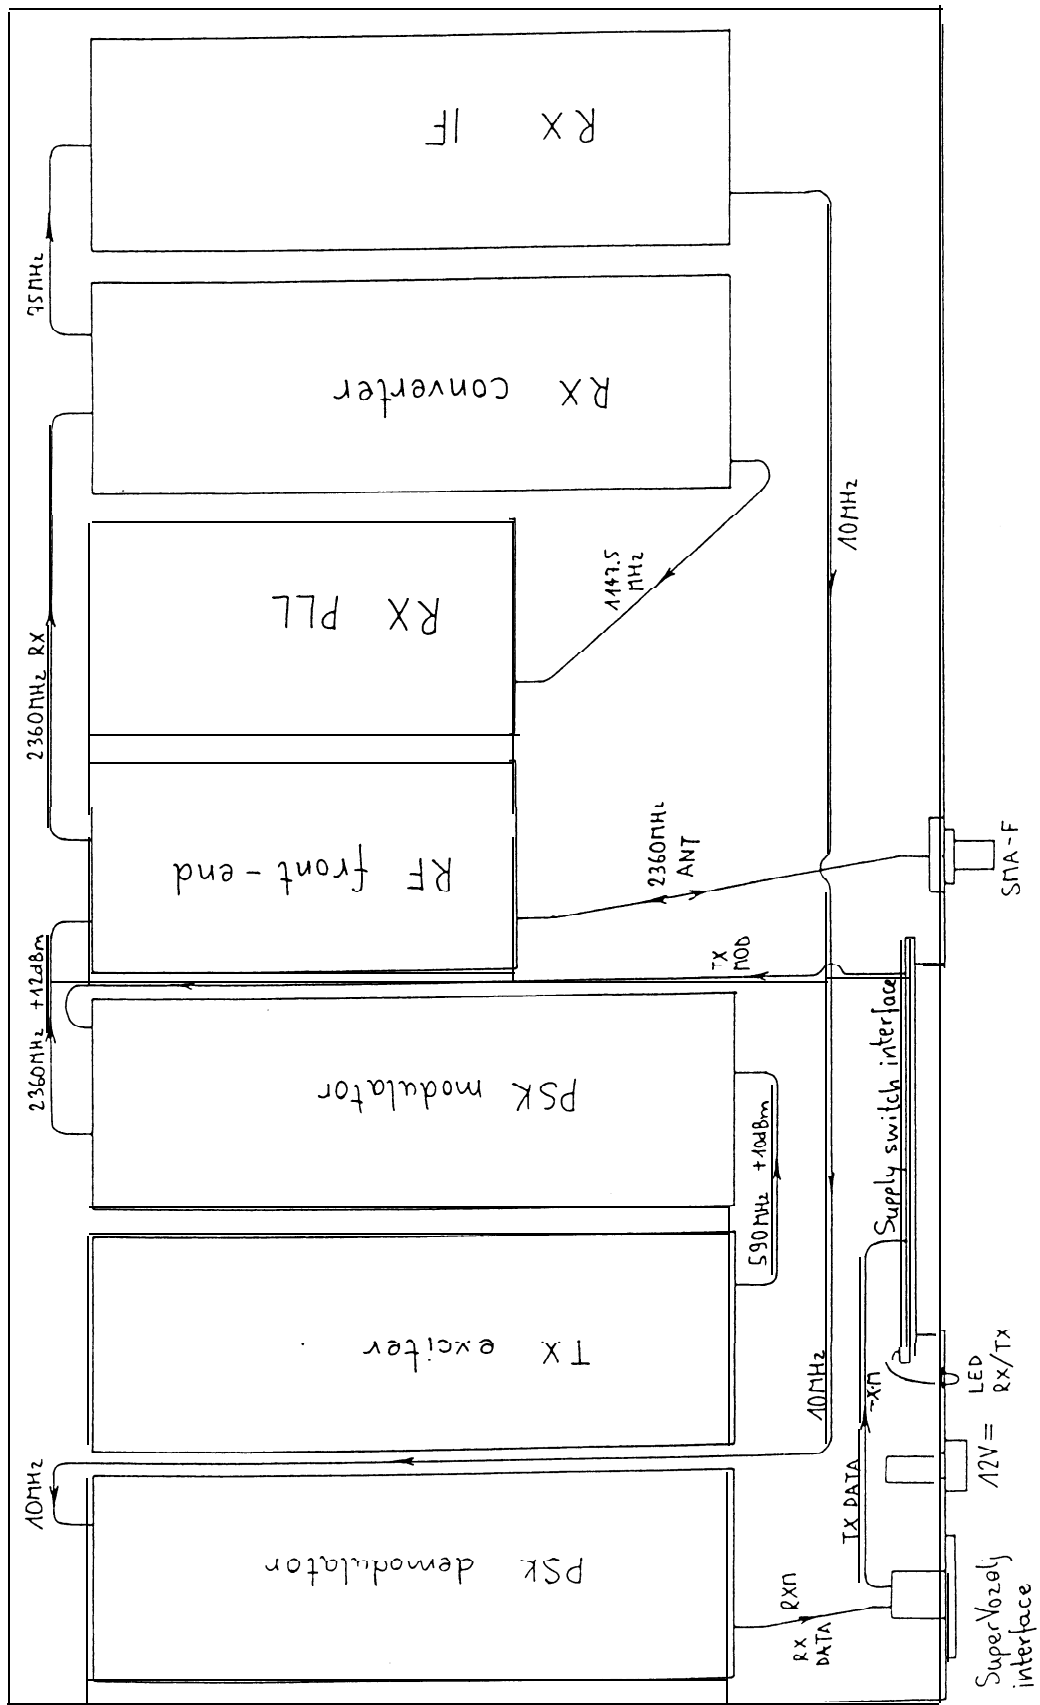 RX IF
75MHz
RX converter
2360MHz RX
1147.5
MHz
10MHz
RX PLL
RF front-end
2360MHz
ANT
SMA-F
2360MHz +12dBm
TX
MOD
PSK modulator
590MHz +10dBm
Supply switch interface
TX exciter
10MHz
LED
RX/TX
12V=
10MHz
TX DATA
PSK demodulator
RX
DATA
RXM
SuperVozelj
interface